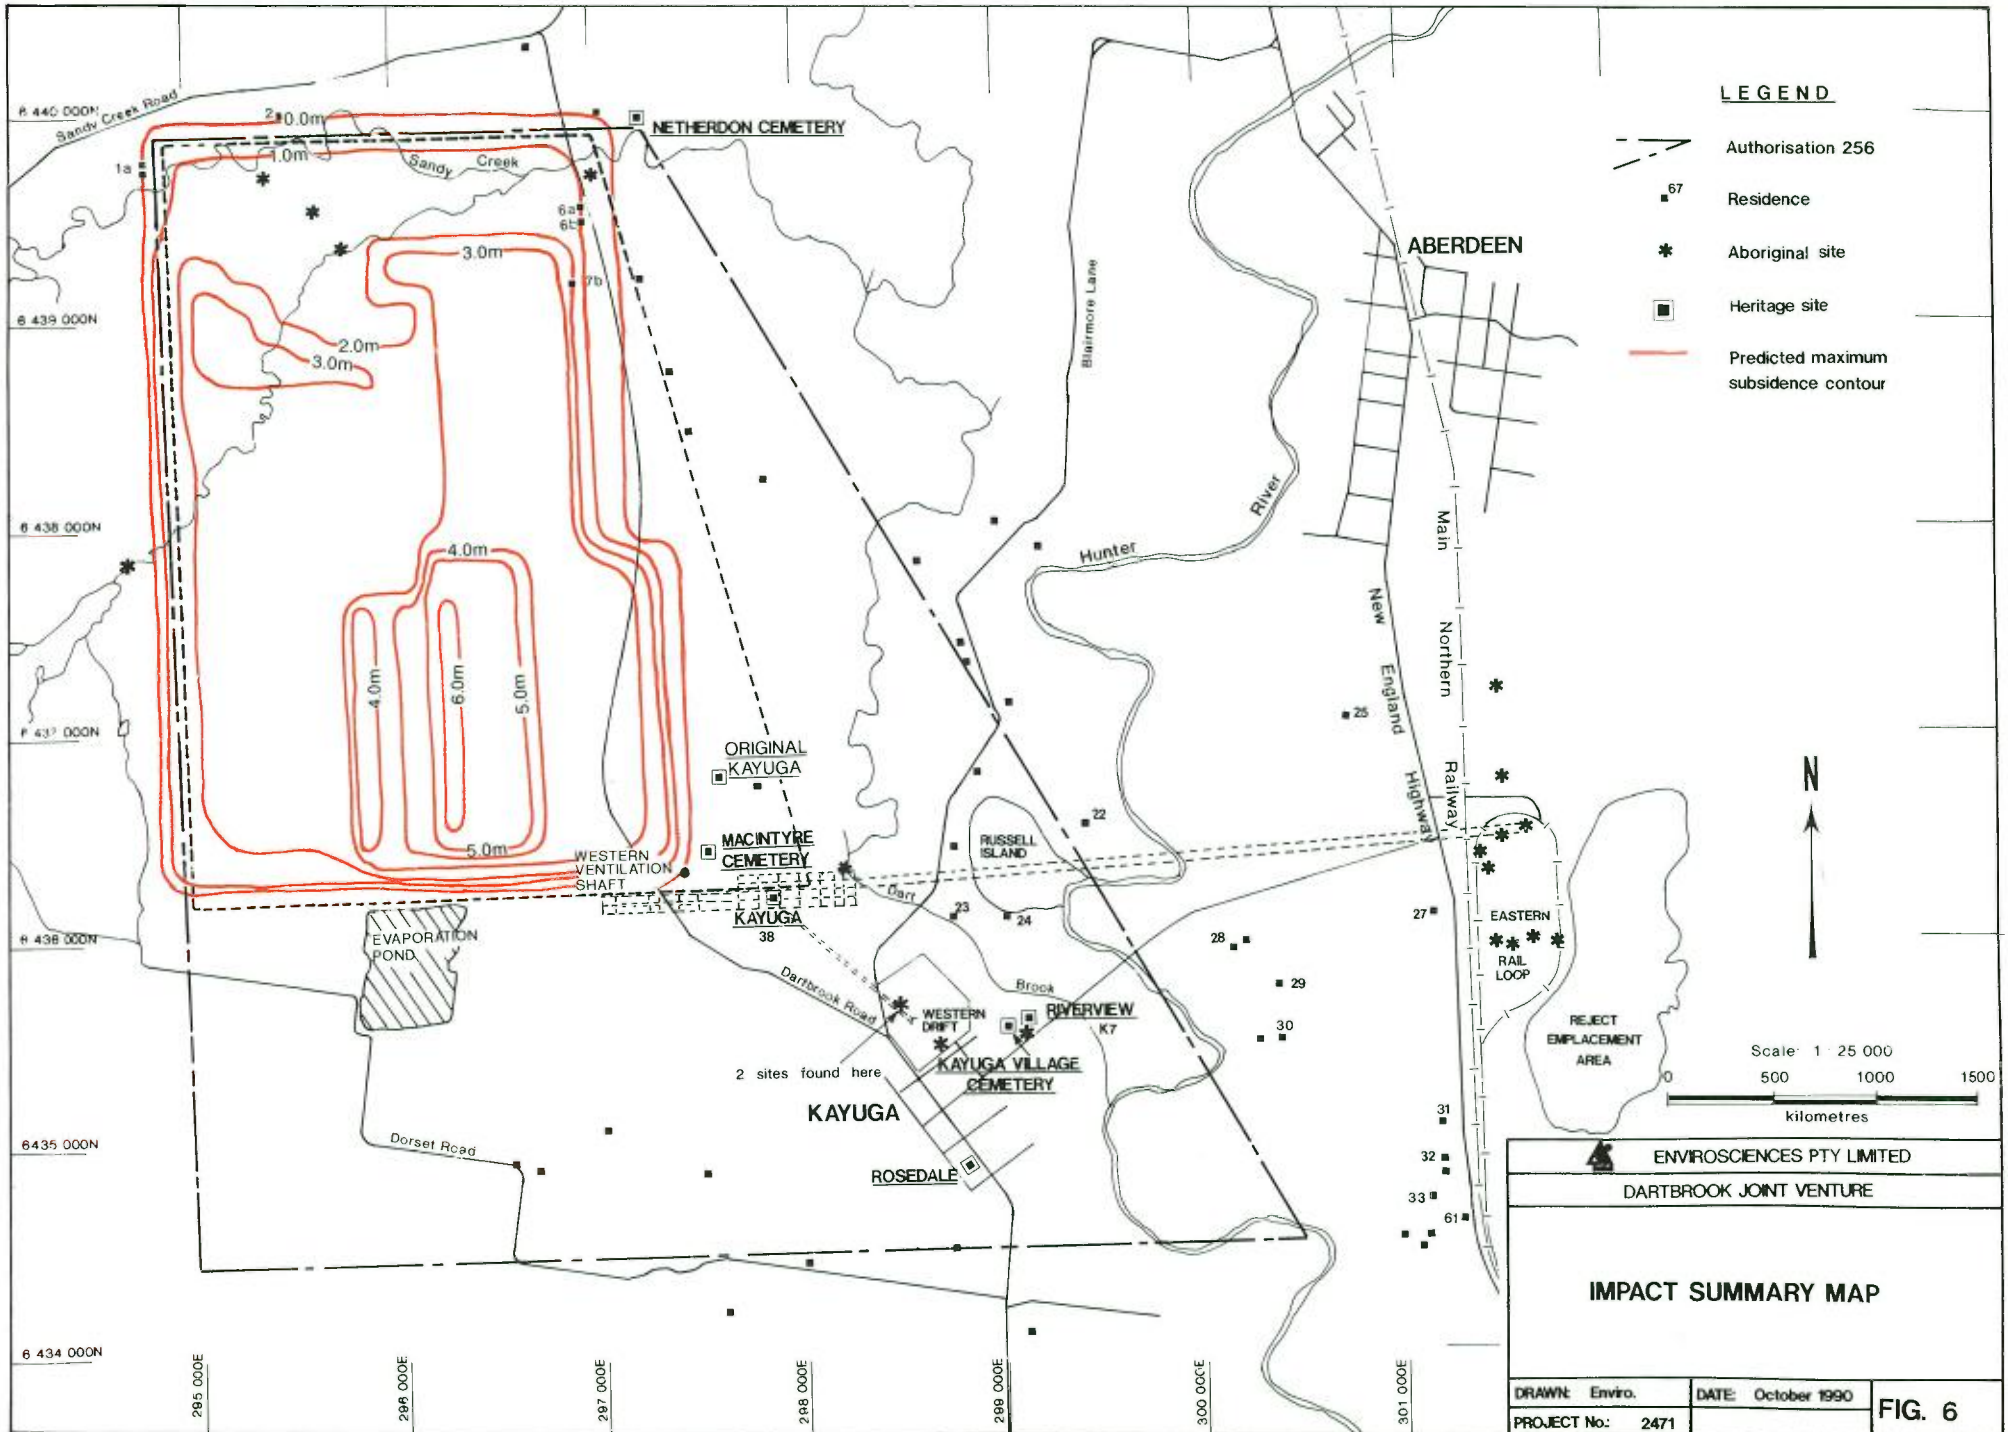 6 440 000N
Sandy Creek Road
2
0.0m
NETHERDON CEMETERY
1a
1.0m
Sandy Creek
6a
6b
7b
3.0m
6 439 000N
2.0m
3.0m
Blairmore Lane
ABERDEEN
LEGEND
Authorisation 256
67
Residence
Aboriginal site
Heritage site
Predicted maximum
subsidence contour
6 438 000N
4.0m
River
Hunter
Main Northern Railway
New England Highway
4.0m
6.0m
5.0m
25
437 000N
ORIGINAL
KAYUGA
N
MACINTYRE
CEMETERY
RUSSELL
ISLAND
22
5.0m
WESTERN
VENTILATION
SHAFT
KAYUGA
38
Dart
23
24
27
28
EASTERN
RAIL
LOOP
6 436 000N
EVAPORATION
POND
Dartbrook Road
Brook
29
WESTERN
DRIFT
RIVERVIEW
K7
30
REJECT
EMPLACEMENT
AREA
KAYUGA VILLAGE
CEMETERY
2 sites found here
Scale 1 25 000
0 500 1000 1500
kilometres
KAYUGA
31
Dorset Road
6435 000N
32
ROSEDALE
33
61
ENVIROSCIENCES PTY LIMITED
DARTBROOK JOINT VENTURE
IMPACT SUMMARY MAP
6 434 000N
295 000E
296 000E
297 000E
298 000E
299 000E
300 000E
301 000E
DRAWN: Enviro.
DATE: October 1990
PROJECT No.: 2471
FIG. 6